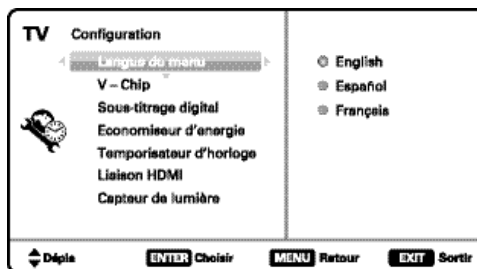 TV Configuration
Langue du menu
V – Chip
Sous-titrage digital
Economiseur d'energie
Temporisateur d'horloge
Liaison HDMI
Capteur de lumière
English
Español
Français
Dépla ENTER Choisir MENU Retour EXIT Sortir